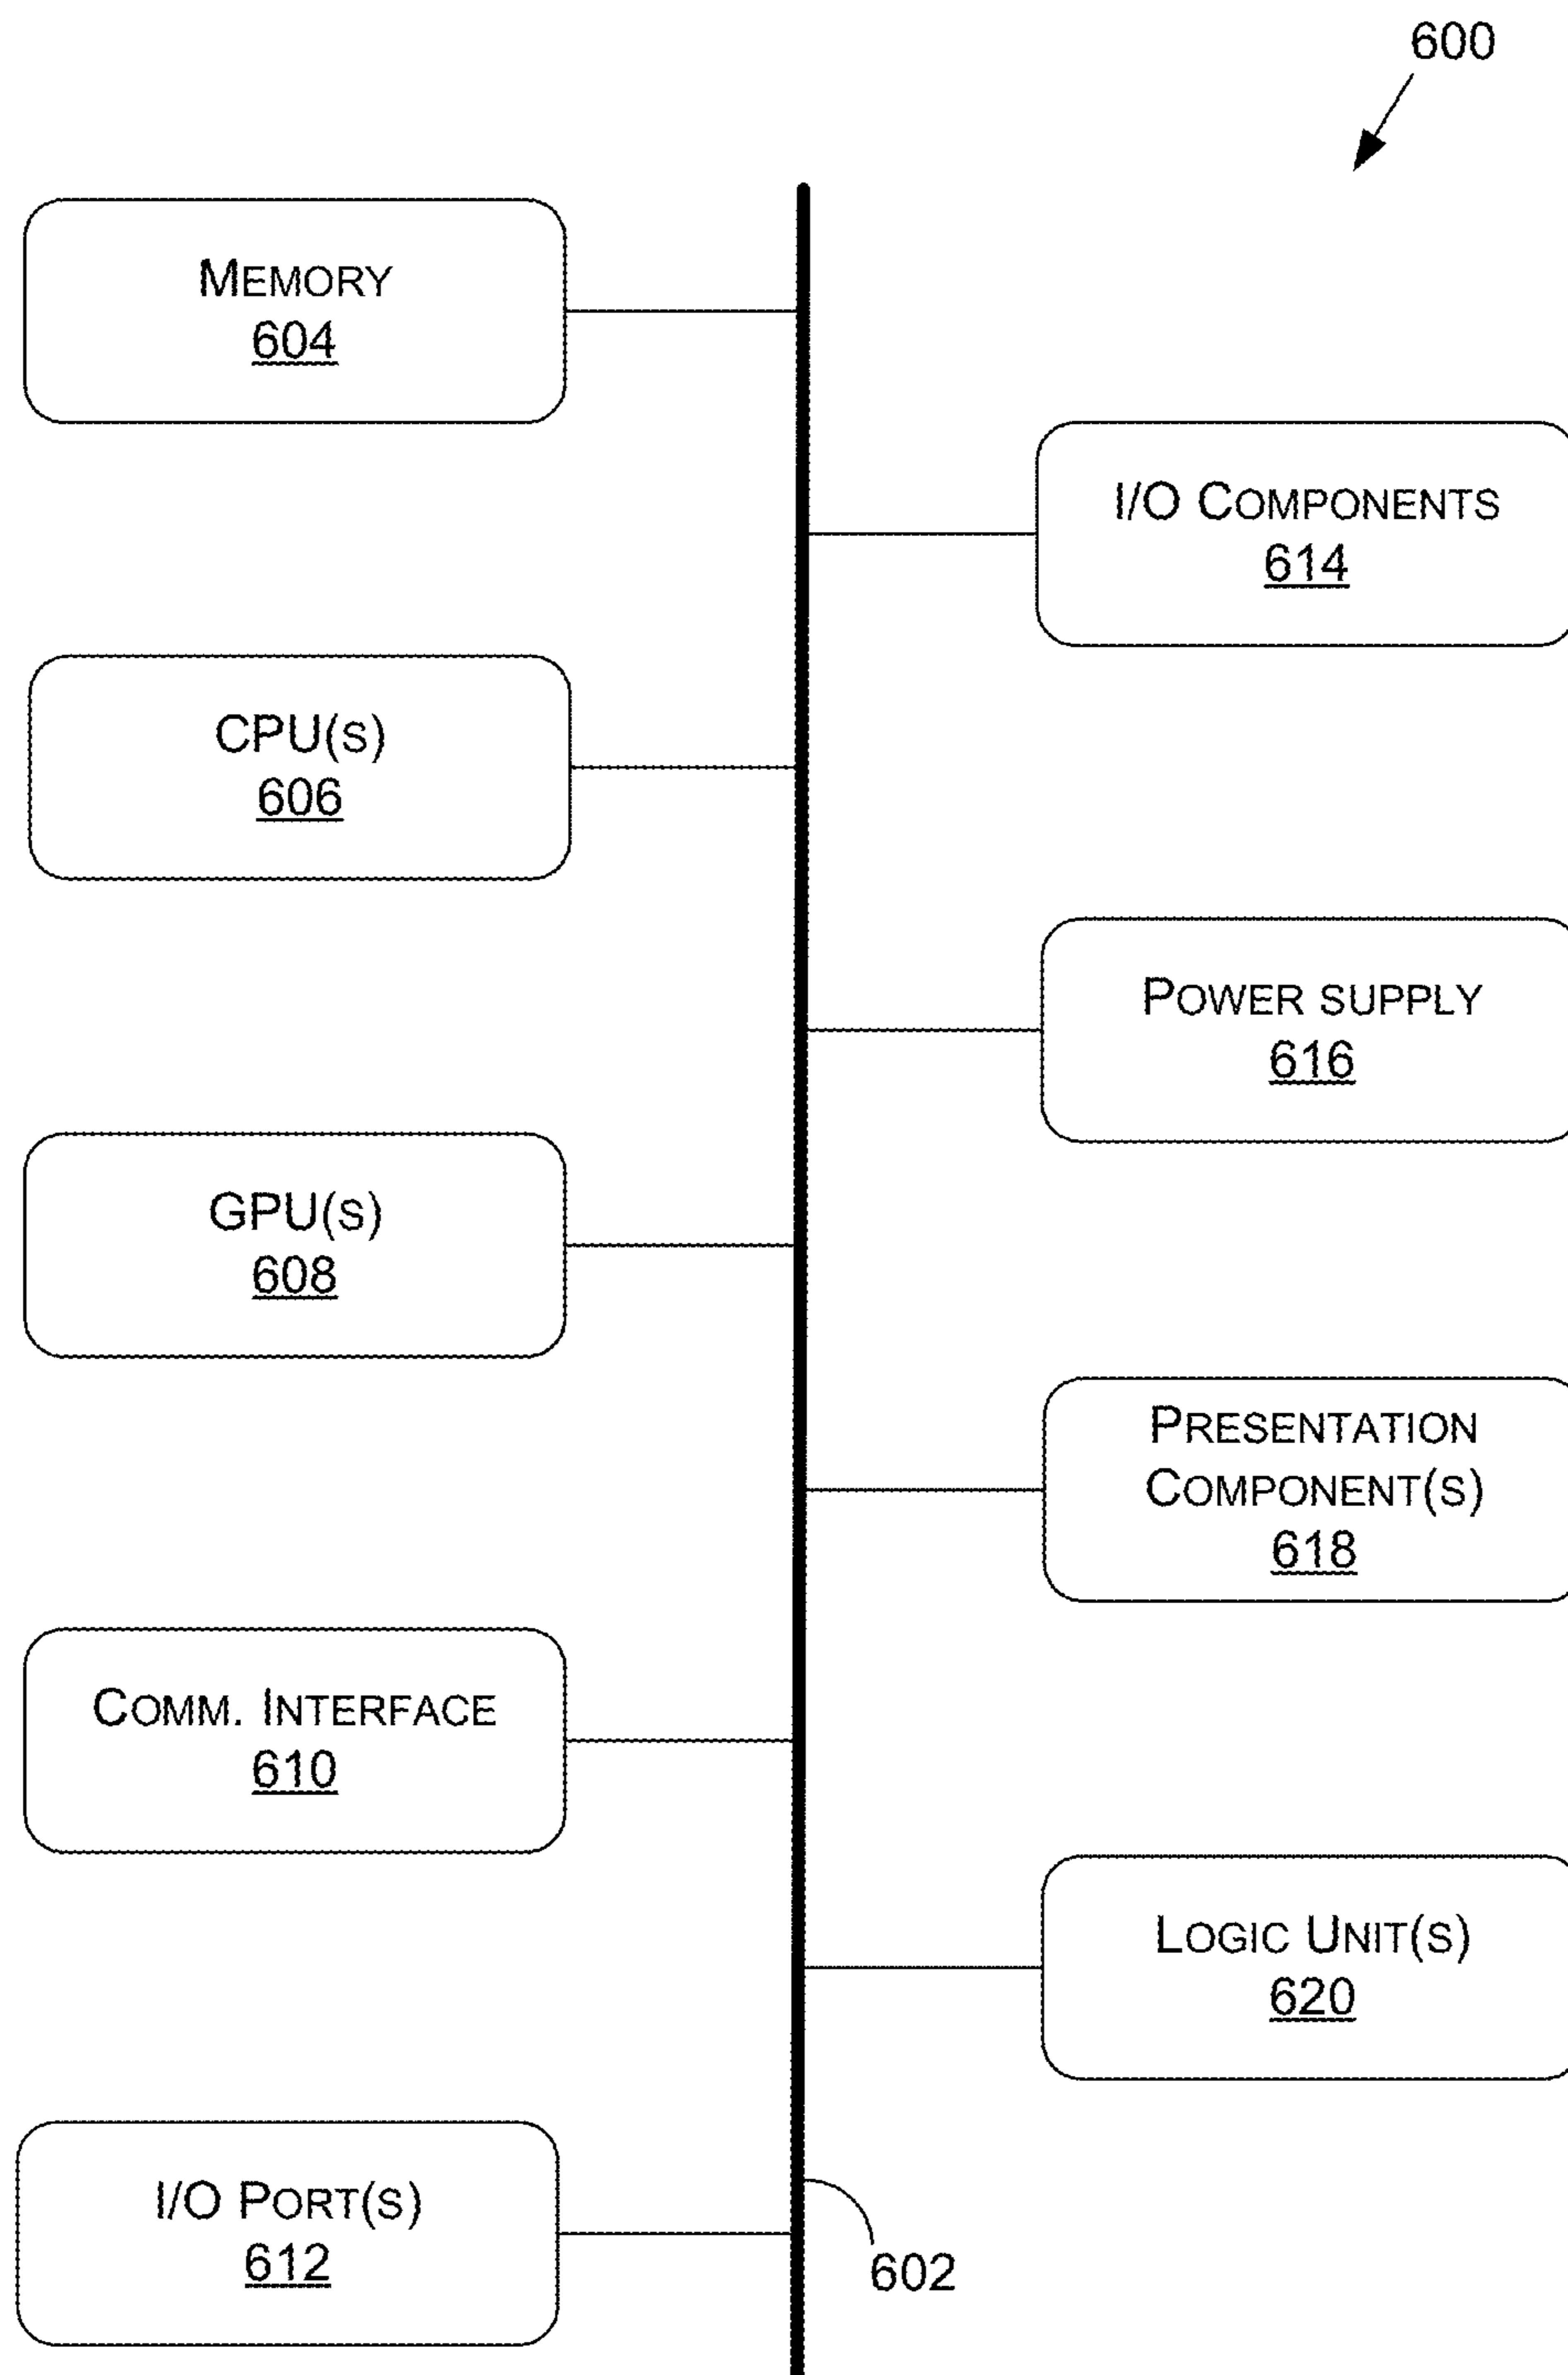 600
MEMORY
604
I/O COMPONENTS
614
CPU(S)
606
POWER SUPPLY
616
GPU(S)
608
PRESENTATION
COMPONENT(S)
618
COMM. INTERFACE
610
LOGIC UNIT(S)
620
I/O PORT(S)
612
602